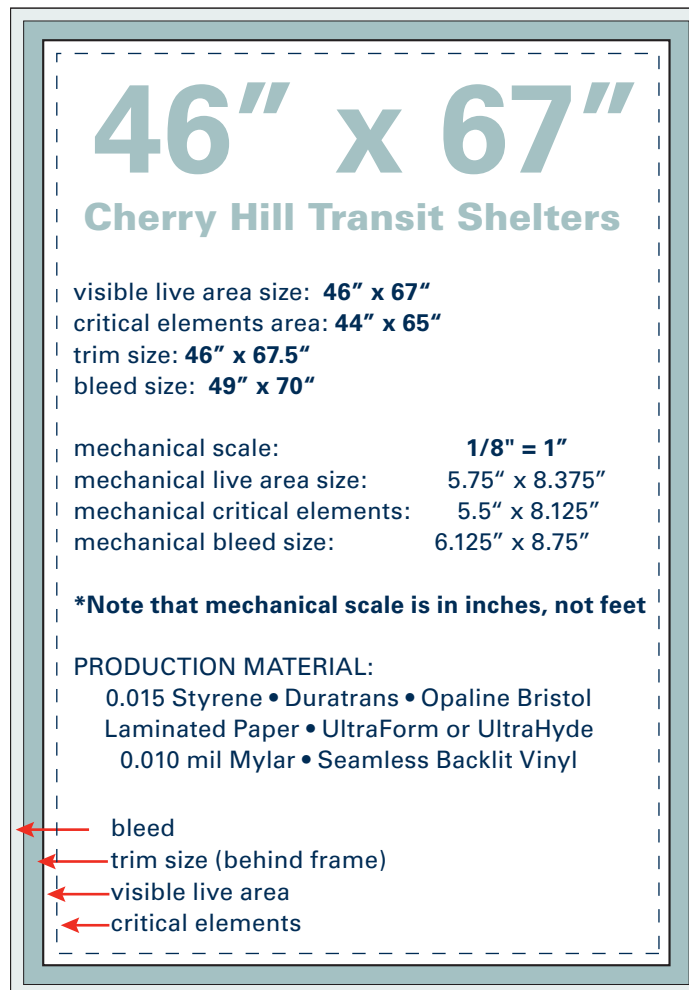 46” x 67”
Cherry Hill Transit Shelters
visible live area size: 46” x 67“
critical elements area: 44” x 65“
trim size: 46” x 67.5“
bleed size: 49” x 70“
mechanical scale: 1/8" = 1”
mechanical live area size: 5.75“ x 8.375”
mechanical critical elements: 5.5“ x 8.125”
mechanical bleed size: 6.125” x 8.75”
*Note that mechanical scale is in inches, not feet
PRODUCTION MATERIAL:
0.015 Styrene • Duratrans • Opaline Bristol
Laminated Paper • UltraForm or UltraHyde
0.010 mil Mylar • Seamless Backlit Vinyl
bleed
trim size (behind frame)
visible live area
critical elements